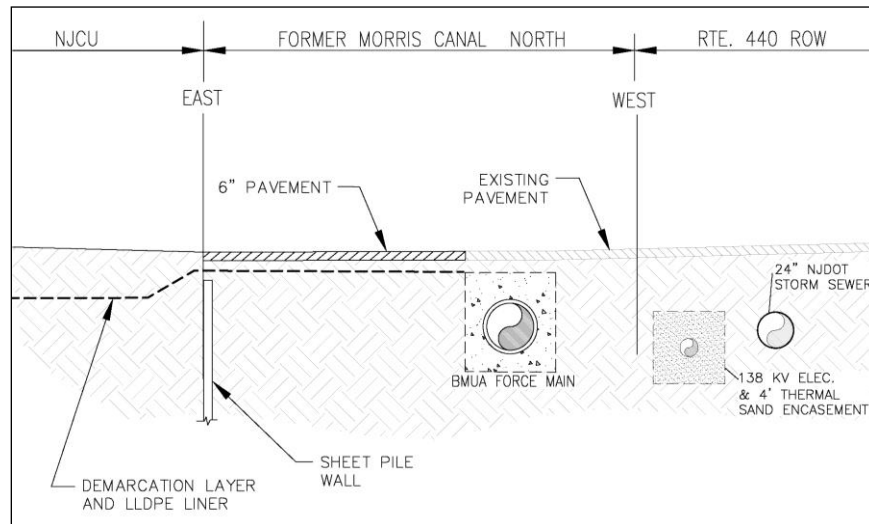 NJCU
FORMER MORRIS CANAL NORTH
RTE. 440 ROW
EAST
WEST
6" PAVEMENT
EXISTING
PAVEMENT
24" NJDOT
STORM SEWER
BMUA FORCE MAIN
138 KV ELEC.
& 4' THERMAL
SAND ENCASEMENT
SHEET PILE
WALL
DEMARCATION LAYER
AND LLDPE LINER